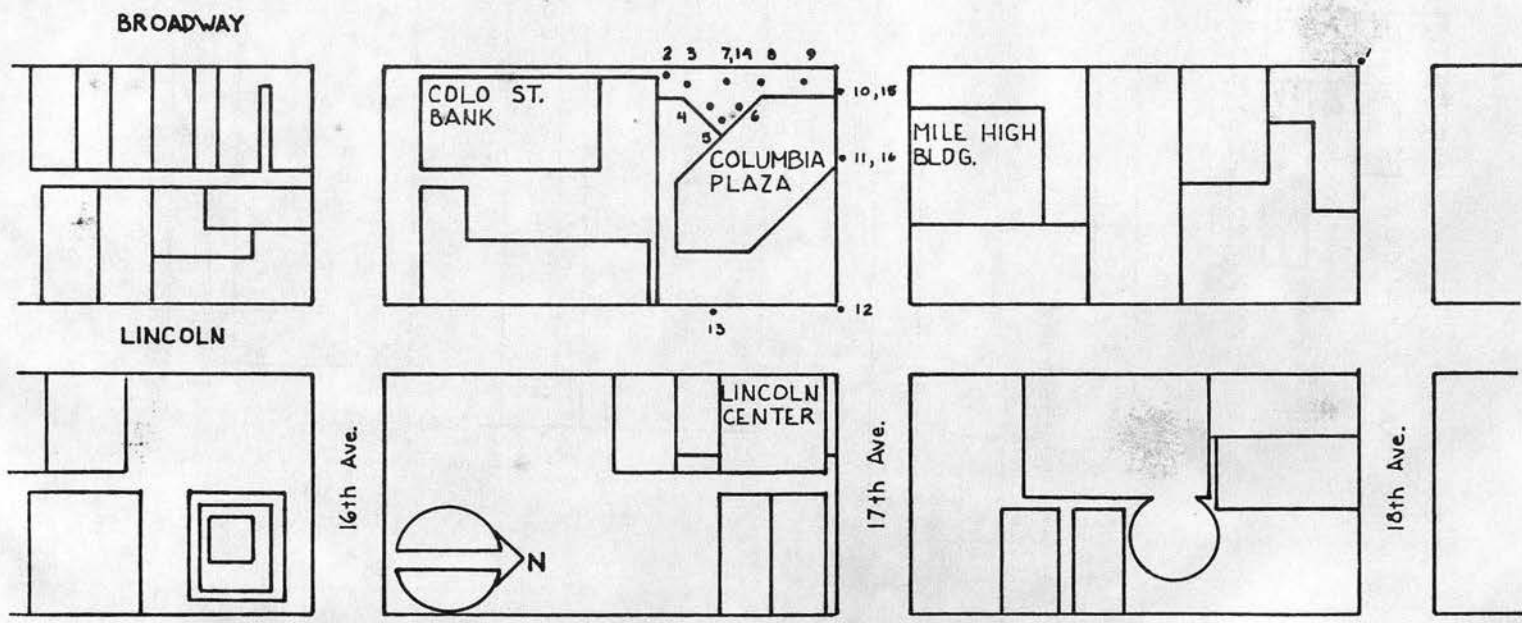 BROADWAY
1
2 3 7,14 8 9
COLO ST.
BANK
10,15
4
5
6
MILE HIGH
BLDG.
COLUMBIA
PLAZA
11, 16
12
13
LINCOLN
LINCOLN
CENTER
16th Ave.
17th Ave.
18th Ave.
N